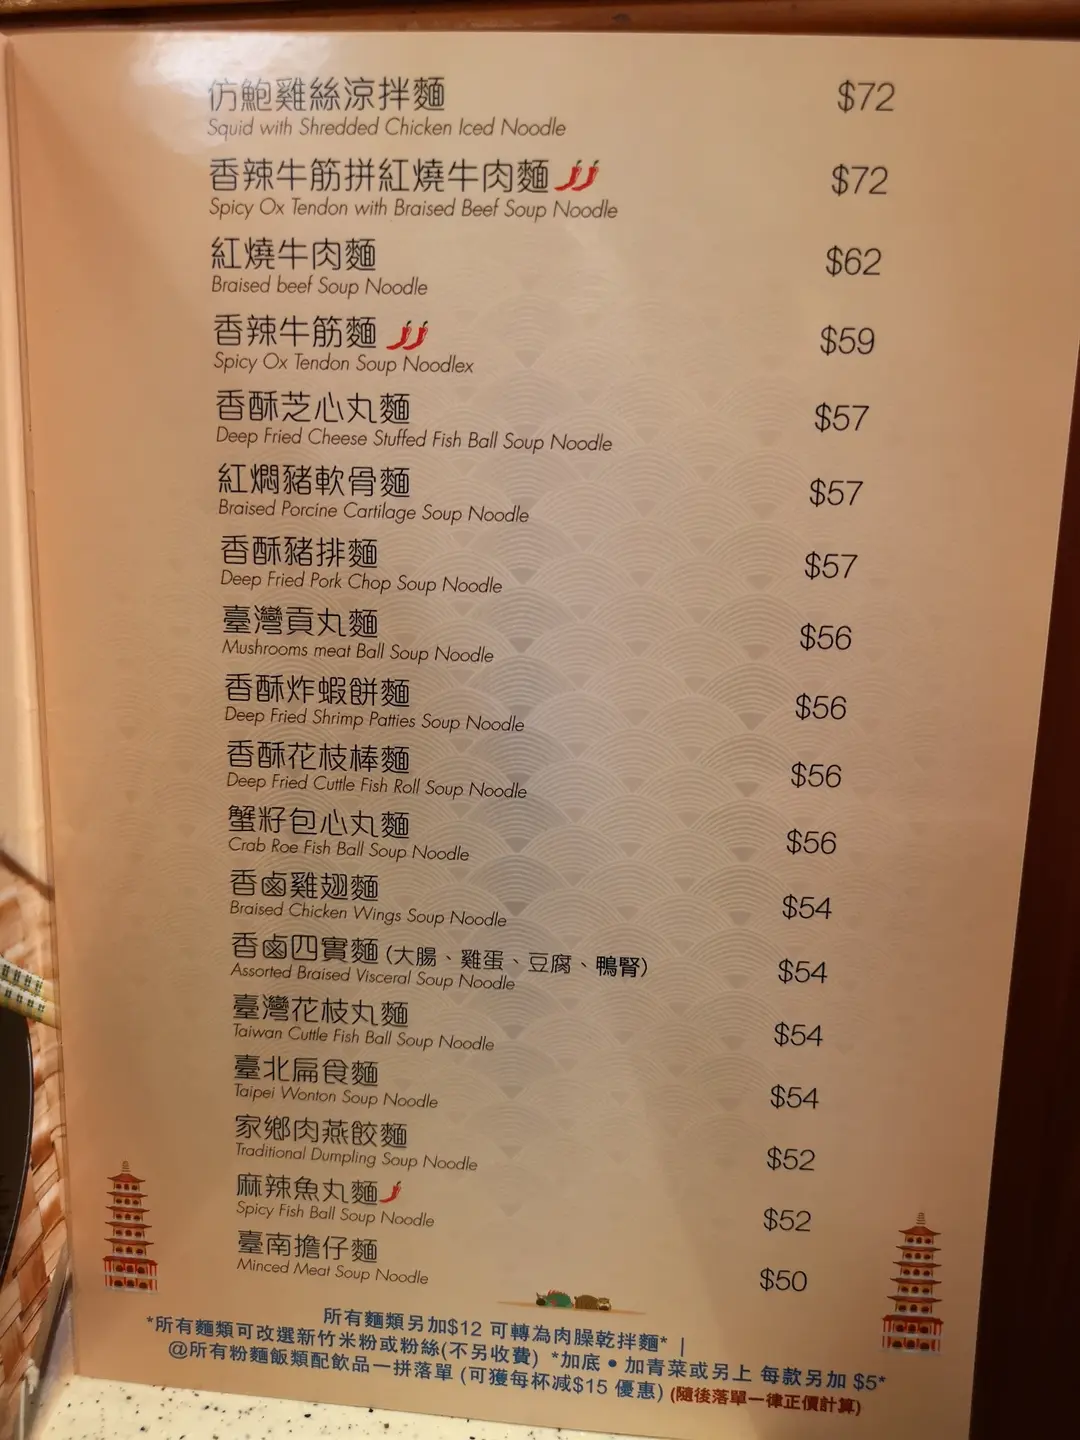 仿鮑雞絲涼拌麵 $72
Squid with Shredded Chicken Iced Noodle
香辣牛筋拼紅燒牛肉麵 $72
Spicy Ox Tendon with Braised Beef Soup Noodle
紅燒牛肉麵 $62
Braised beef Soup Noodle
香辣牛筋麵 $59
Spicy Ox Tendon Soup Noodlex
香酥芝心丸麵 $57
Deep Fried Cheese Stuffed Fish Ball Soup Noodle
紅燜豬軟骨麵 $57
Braised Porcine Cartilage Soup Noodle
香酥豬排麵 $57
Deep Fried Pork Chop Soup Noodle
臺灣貢丸麵 $56
Mushrooms meat Ball Soup Noodle
香酥炸蝦餅麵 $56
Deep Fried Shrimp Patties Soup Noodle
香酥花枝棒麵 $56
Deep Fried Cuttle Fish Roll Soup Noodle
蟹籽包心丸麵 $56
Crab Roe Fish Ball Soup Noodle
香鹵雞翅麵 $54
Braised Chicken Wings Soup Noodle
香鹵四寶麵 (大腸、雞蛋、豆腐、鴨腎) $54
Assorted Braised Visceral Soup Noodle
臺灣花枝丸麵 $54
Taiwan Cuttle Fish Ball Soup Noodle
臺北扁食麵 $54
Taipei Wonton Soup Noodle
家鄉肉燕餃麵 $52
Traditional Dumpling Soup Noodle
麻辣魚丸麵 $52
Spicy Fish Ball Soup Noodle
臺南擔仔麵 $50
Minced Meat Soup Noodle
所有麵類另加$12 可轉為肉臊乾拌麵* |
*所有麵類可改選新竹米粉或粉絲(不另收費) *加底 • 加青菜或另上 每款另加 $5*
@所有粉麵飯類配飲品一拼落單 (可獲每杯減$15 優惠) (隨後落單一律正價計算)